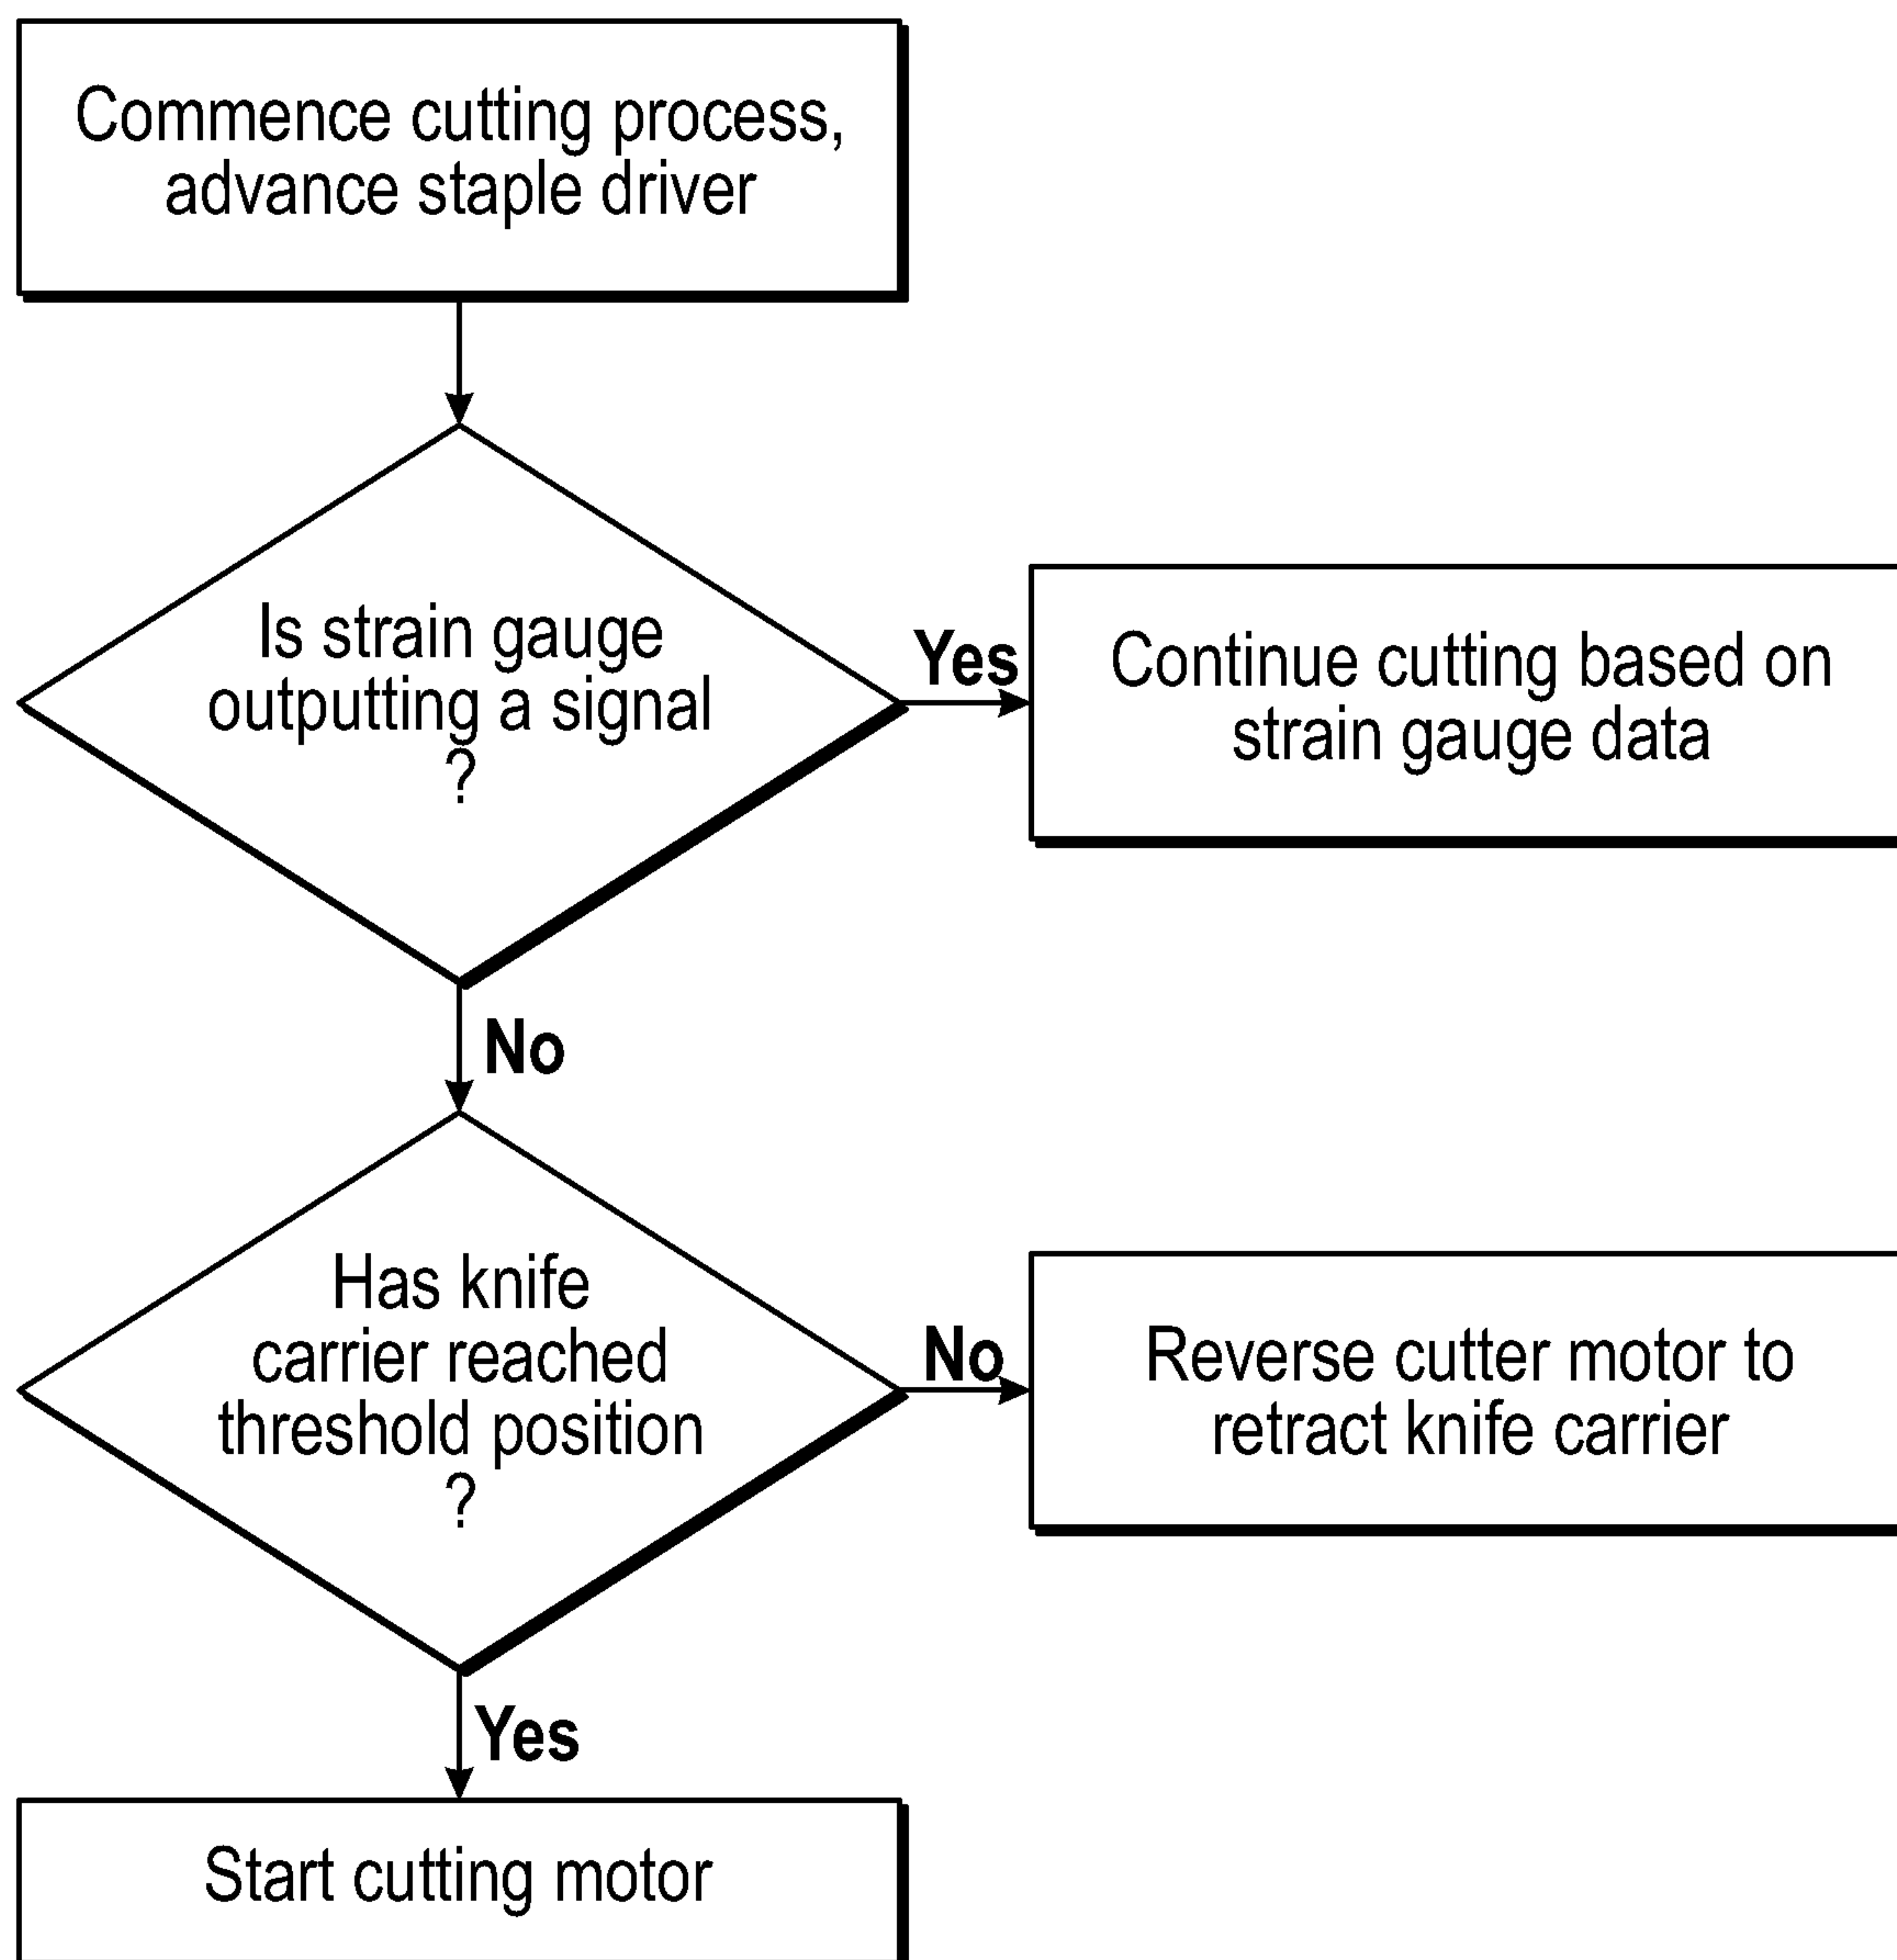 Commence cutting process,
advance staple driver
Is strain gauge
outputting a signal
?
Yes
Continue cutting based on
strain gauge data
No
Has knife
carrier reached
threshold position
?
No
Reverse cutter motor to
retract knife carrier
Yes
Start cutting motor